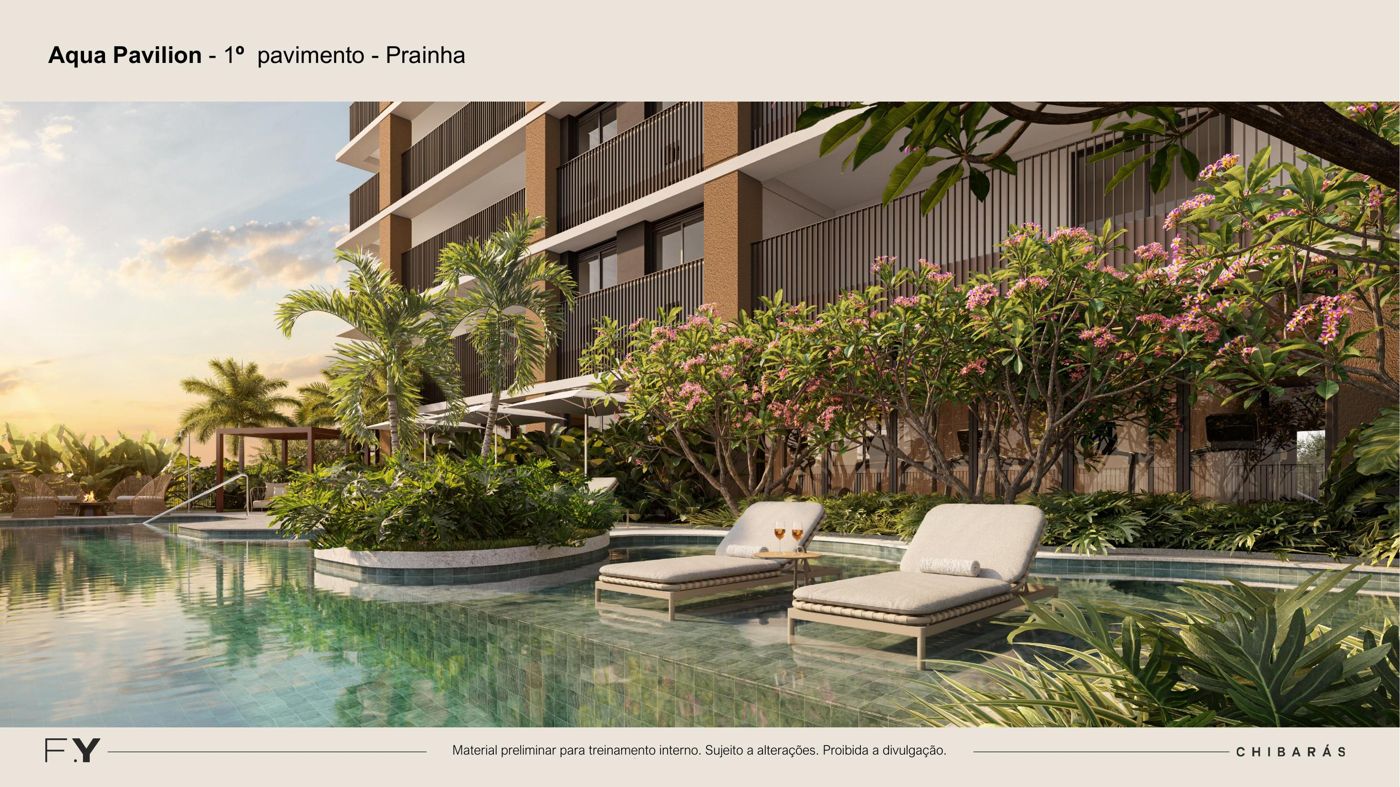 Aqua Pavilion - 1º pavimento - Prainha
F.Y
Material preliminar para treinamento interno. Sujeito a alterações. Proibida a divulgação.
CHIBARÁS